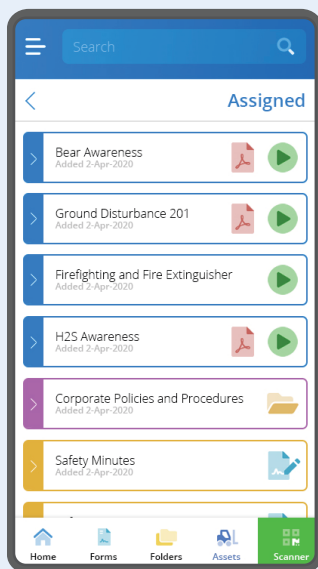 Search
Assigned
Bear Awareness
Added 2-Apr-2020
Ground Disturbance 201
Added 2-Apr-2020
Firefighting and Fire Extinguisher
Added 2-Apr-2020
H2S Awareness
Added 2-Apr-2020
Corporate Policies and Procedures
Added 2-Apr-2020
Safety Minutes
Added 2-Apr-2020
Home Forms Folders Assets Scanner